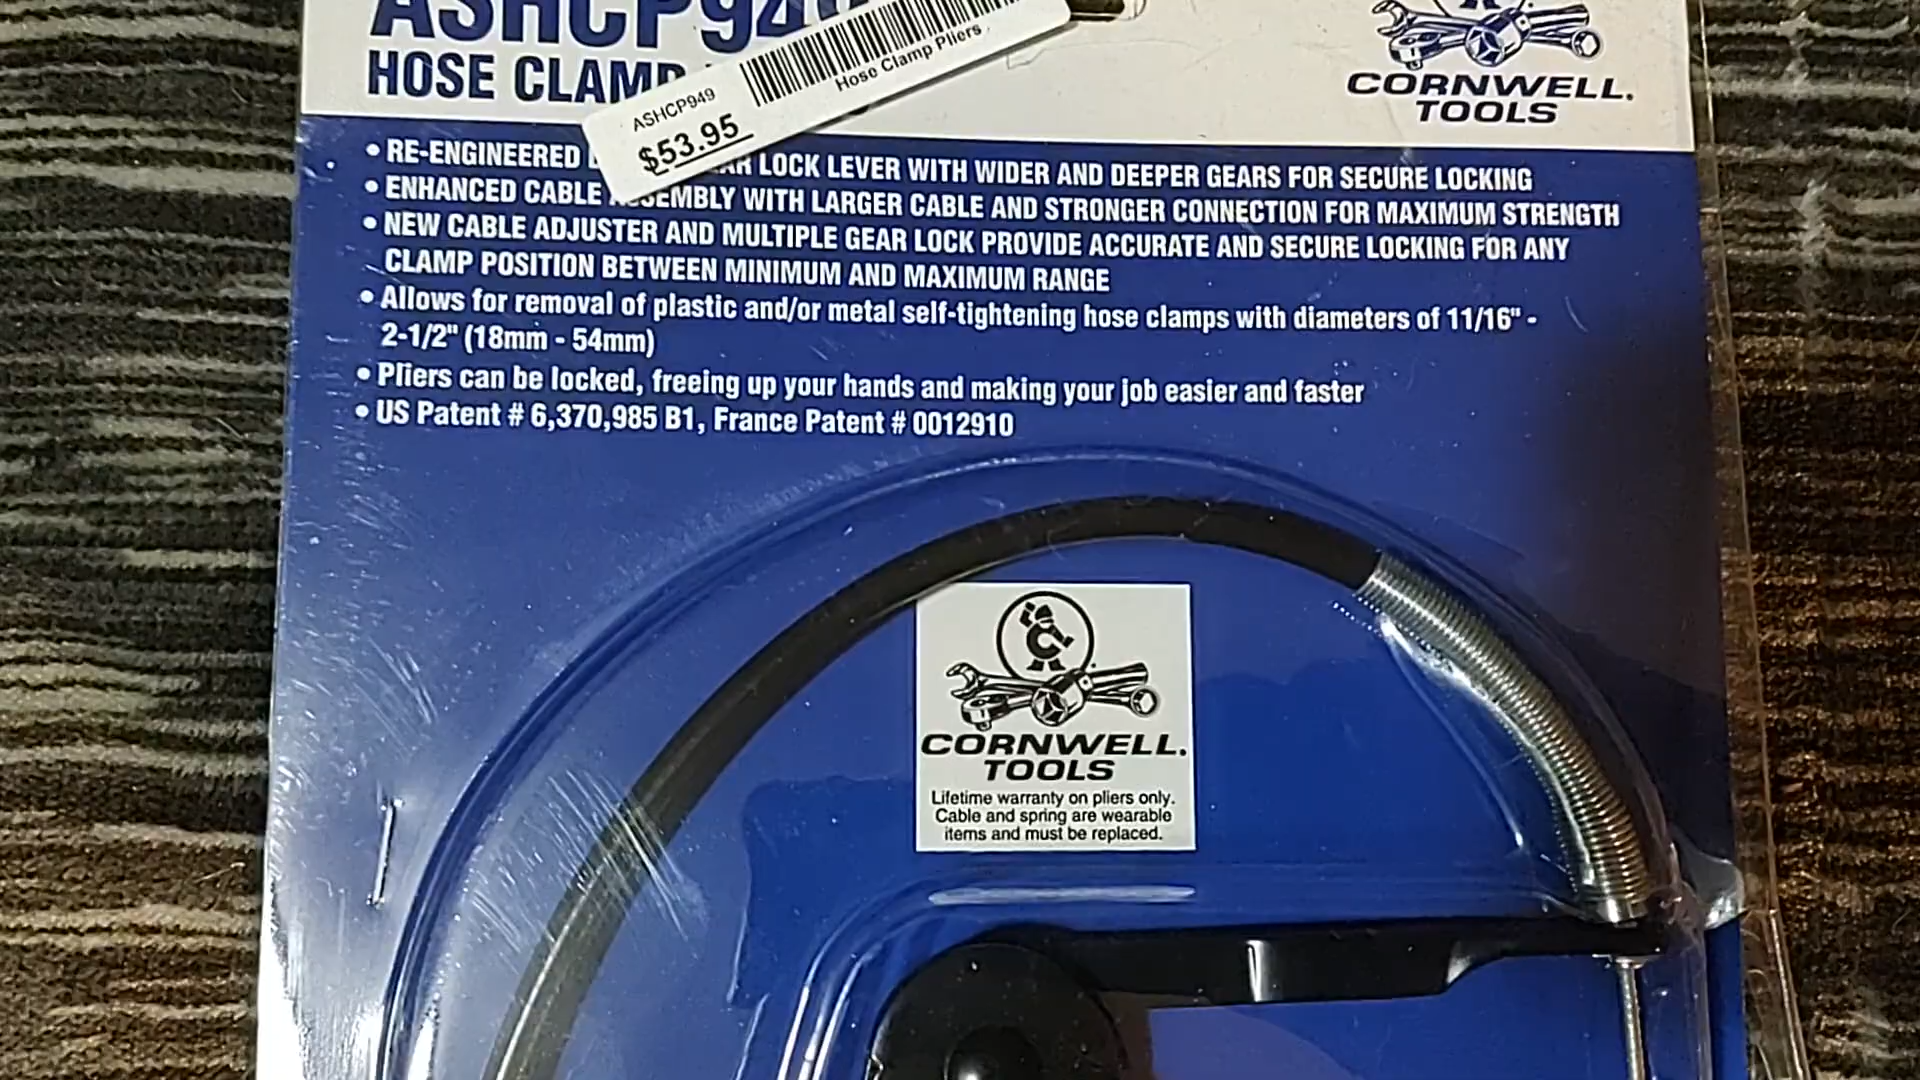 ASHCP949
HOSE CLAMP
ASHCP949
Hose Clamp Pliers
$53.95
CORNWELL.
TOOLS
• RE-ENGINEERED LOCK LEVER WITH WIDER AND DEEPER GEARS FOR SECURE LOCKING
• ENHANCED CABLE ASSEMBLY WITH LARGER CABLE AND STRONGER CONNECTION FOR MAXIMUM STRENGTH
• NEW CABLE ADJUSTER AND MULTIPLE GEAR LOCK PROVIDE ACCURATE AND SECURE LOCKING FOR ANY
CLAMP POSITION BETWEEN MINIMUM AND MAXIMUM RANGE
• Allows for removal of plastic and/or metal self-tightening hose clamps with diameters of 11/16" -
2-1/2" (18mm - 54mm)
• Pliers can be locked, freeing up your hands and making your job easier and faster
• US Patent # 6,370,985 B1, France Patent # 0012910
C
CORNWELL.
TOOLS
Lifetime warranty on pliers only.
Cable and spring are wearable
items and must be replaced.